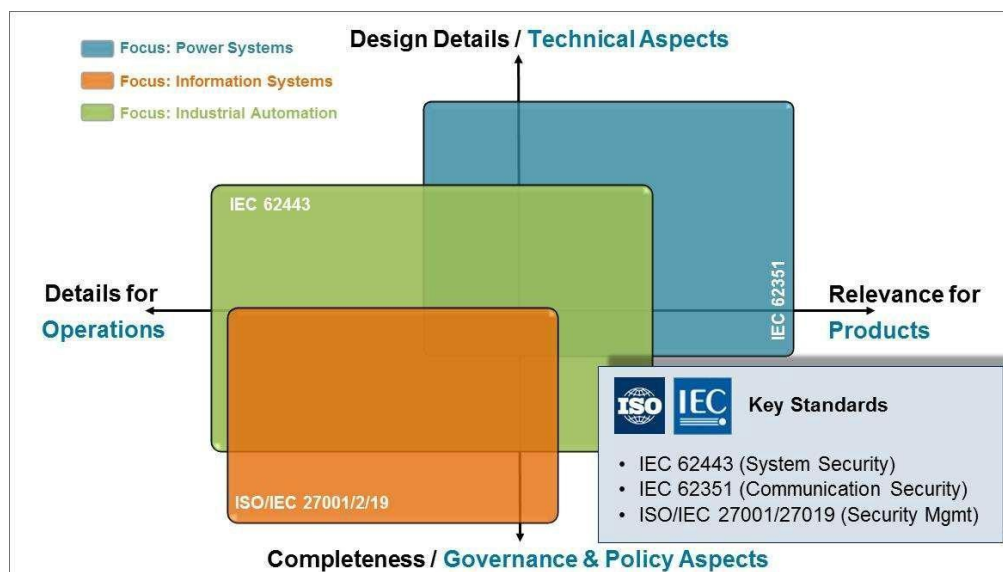 Design Details / Technical Aspects
Focus: Power Systems
Focus: Information Systems
Focus: Industrial Automation
IEC 62443
IEC 62351
Details for
Operations
Relevance for
Products
ISO/IEC 27001/2/19
ISO IEC Key Standards
• IEC 62443 (System Security)
• IEC 62351 (Communication Security)
• ISO/IEC 27001/27019 (Security Mgmt)
Completeness / Governance & Policy Aspects